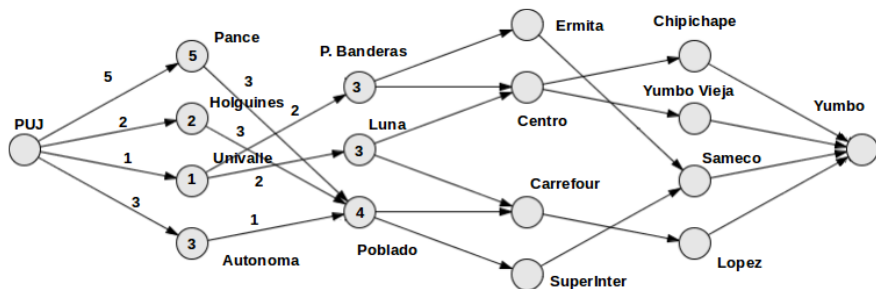 Ermita
Chipichape
Pance
5
P. Banderas
5
3
2
3
Yumbo Vieja
Yumbo
Holguines
Centro
PUJ
2
2
3
Luna
1
Univalle
3
Sameco
1
2
Carrefour
3
1
4
3
Autonoma
Poblado
Lopez
SuperInter